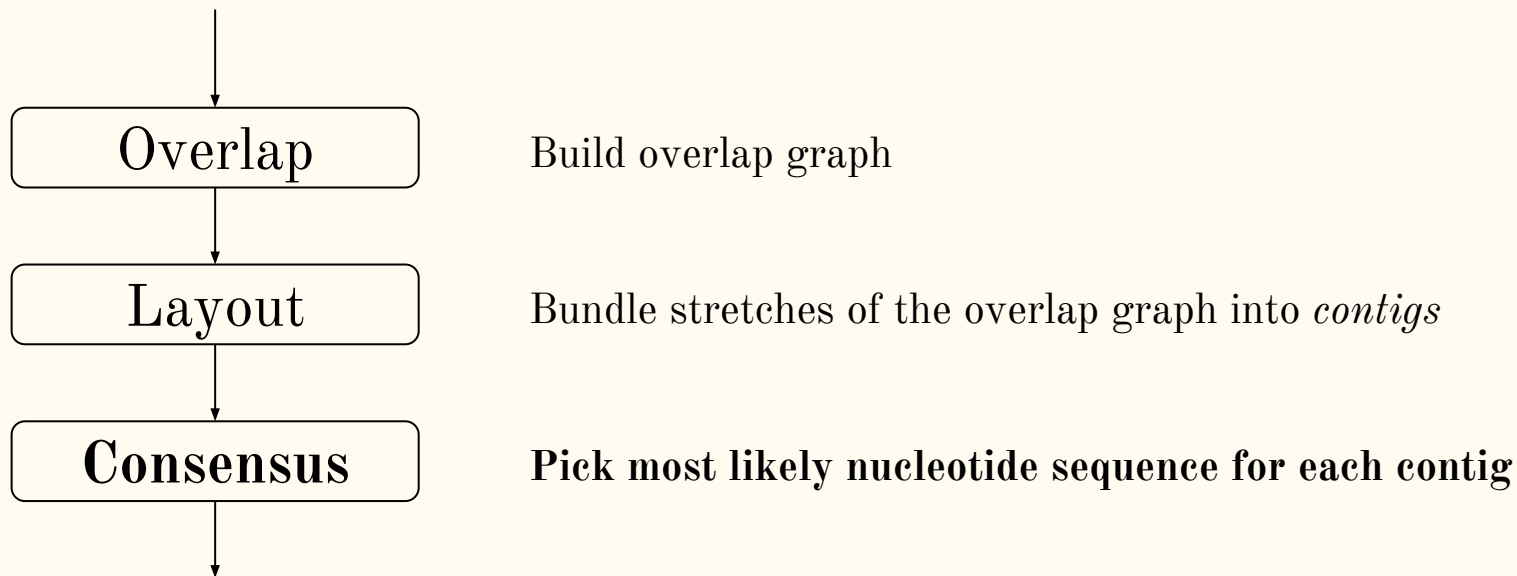 Overlap
Build overlap graph
Layout
Bundle stretches of the overlap graph into contigs
Consensus
Pick most likely nucleotide sequence for each contig